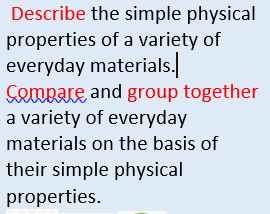 Describe the simple physical
properties of a variety of
everyday materials.
Compare and group together
a variety of everyday
materials on the basis of
their simple physical
properties.